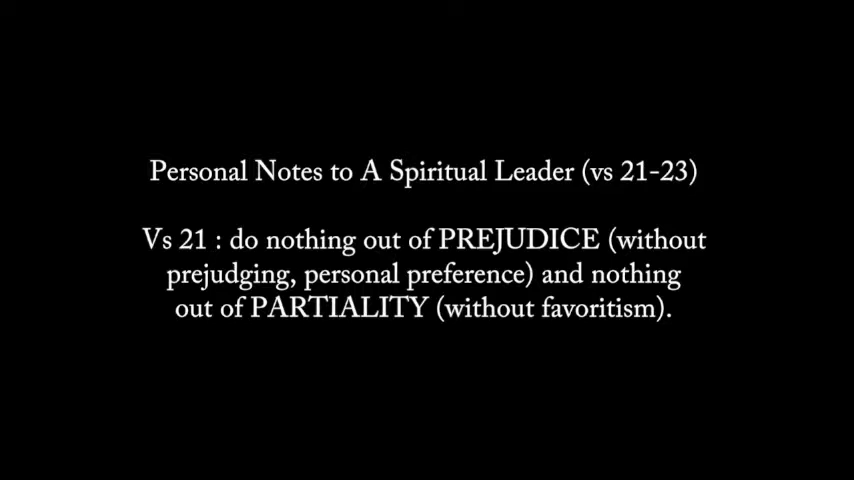 Personal Notes to A Spiritual Leader (vs 21-23)
Vs 21 : do nothing out of PREJUDICE (without
prejudging, personal preference) and nothing
out of PARTIALITY (without favoritism).